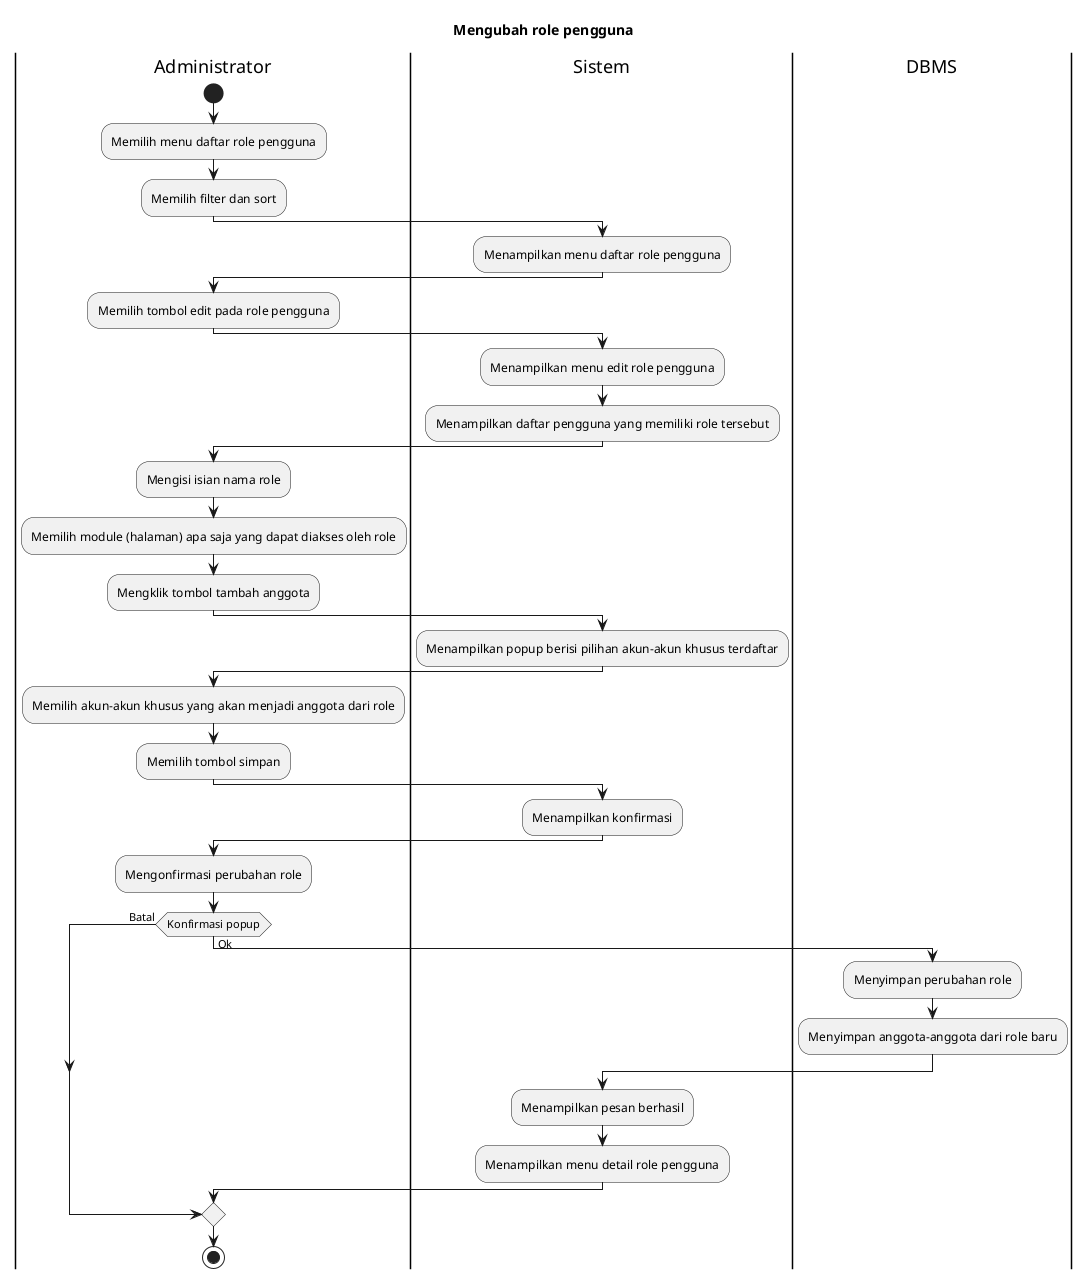 Mengubah role pengguna
Administrator
Sistem
DBMS
Memilih menu daftar role pengguna
Memilih filter dan sort
Menampilkan menu daftar role pengguna
Memilih tombol edit pada role pengguna
Menampilkan menu edit role pengguna
Menampilkan daftar pengguna yang memiliki role tersebut
Mengisi isian nama role
Memilih module (halaman) apa saja yang dapat diakses oleh role
Mengklik tombol tambah anggota
Menampilkan popup berisi pilihan akun-akun khusus terdaftar
Memilih akun-akun khusus yang akan menjadi anggota dari role
Memilih tombol simpan
Menampilkan konfirmasi
Mengonfirmasi perubahan role
Batal
Konfirmasi popup
Ok
Menyimpan perubahan role
Menyimpan anggota-anggota dari role baru
Menampilkan pesan berhasil
Menampilkan menu detail role pengguna